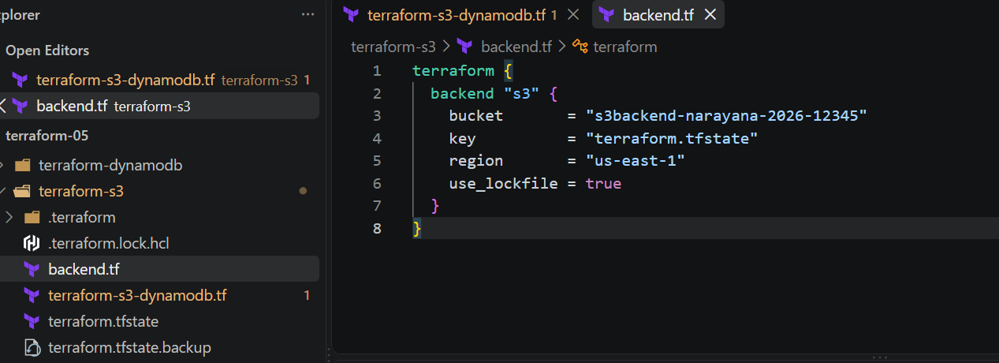 xplorer ...
Open Editors
terraform-s3-dynamodb.tf terraform-s3 1
backend.tf terraform-s3
terraform-05
terraform-dynamodb
terraform-s3
.terraform
.terraform.lock.hcl
backend.tf
terraform-s3-dynamodb.tf 1
terraform.tfstate
terraform.tfstate.backup
terraform-s3-dynamodb.tf 1
backend.tf
terraform-s3 > backend.tf > terraform
1 terraform {
2   backend "s3" {
3     bucket       = "s3backend-narayana-2026-12345"
4     key          = "terraform.tfstate"
5     region       = "us-east-1"
6     use_lockfile = true
7   }
8 }